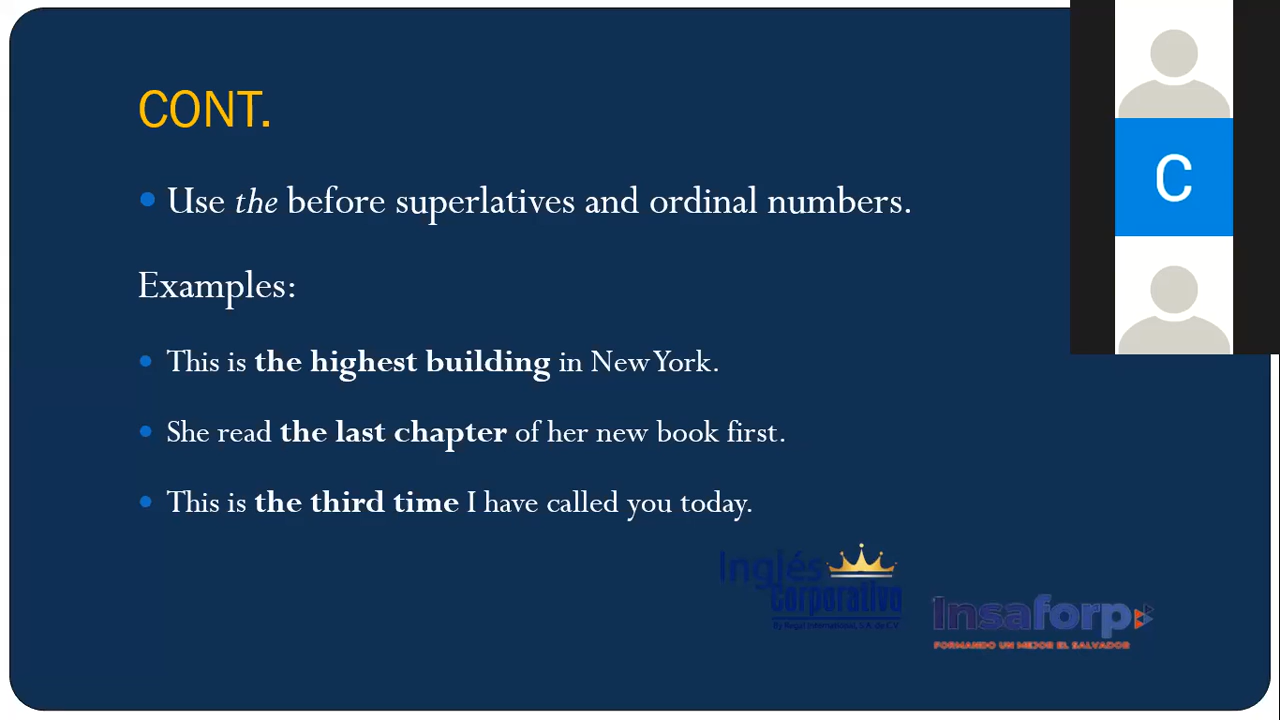 CONT.
Use the before superlatives and ordinal numbers.
Examples:
This is the highest building in New York.
She read the last chapter of her new book first.
This is the third time I have called you today.
C
Inglés
Corporativo
By Regal International, S.A. de C.V.
Insaforp
FORMANDO UN MEJOR EL SALVADOR